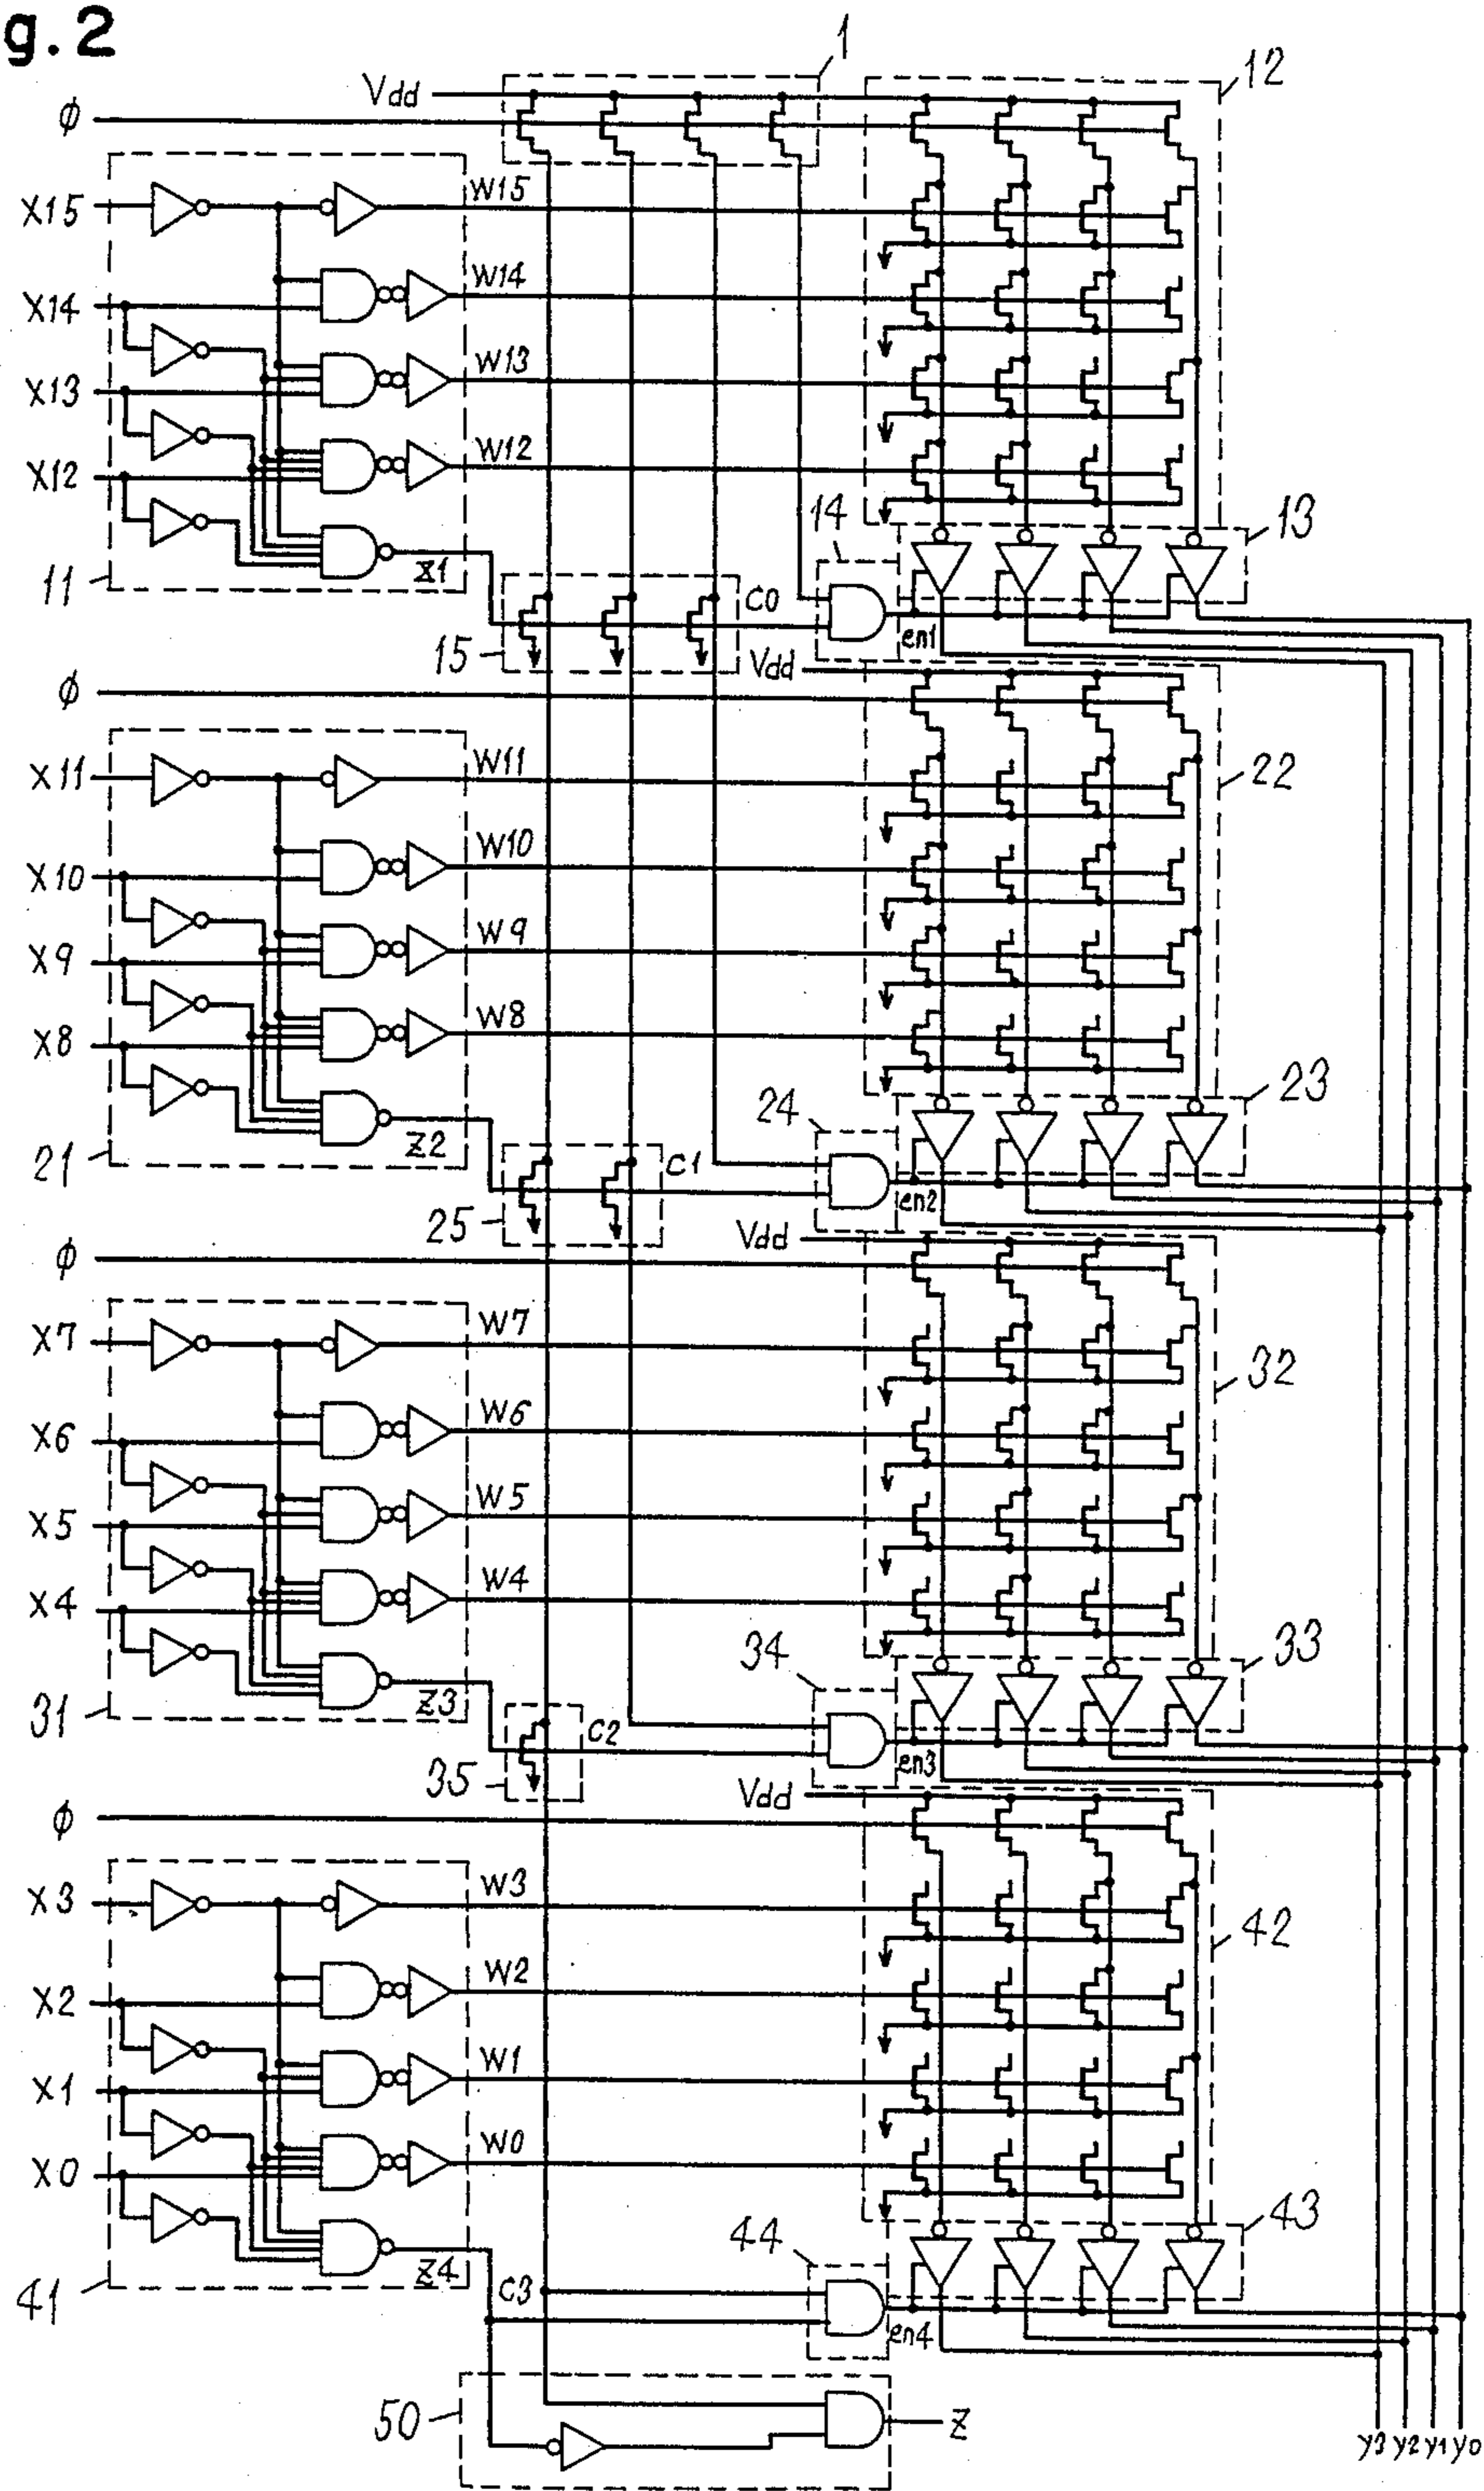 g.2
1
Vdd
12
φ
X15
W15
X14
W14
X13
W13
X12
W12
14
13
11
z1
C0
15
en1
Vdd
φ
X11
W11
22
X10
W10
X9
W9
X8
W8
24
23
21
Z2
C1
25
en2
Vdd
φ
X7
W7
32
X6
W6
X5
W5
X4
W4
34
33
31
Z3
C2
35
en3
Vdd
φ
X3
W3
42
X2
W2
X1
W1
X0
W0
44
43
41
Z4
C3
en4
50
Z
y3 y2 y1 y0